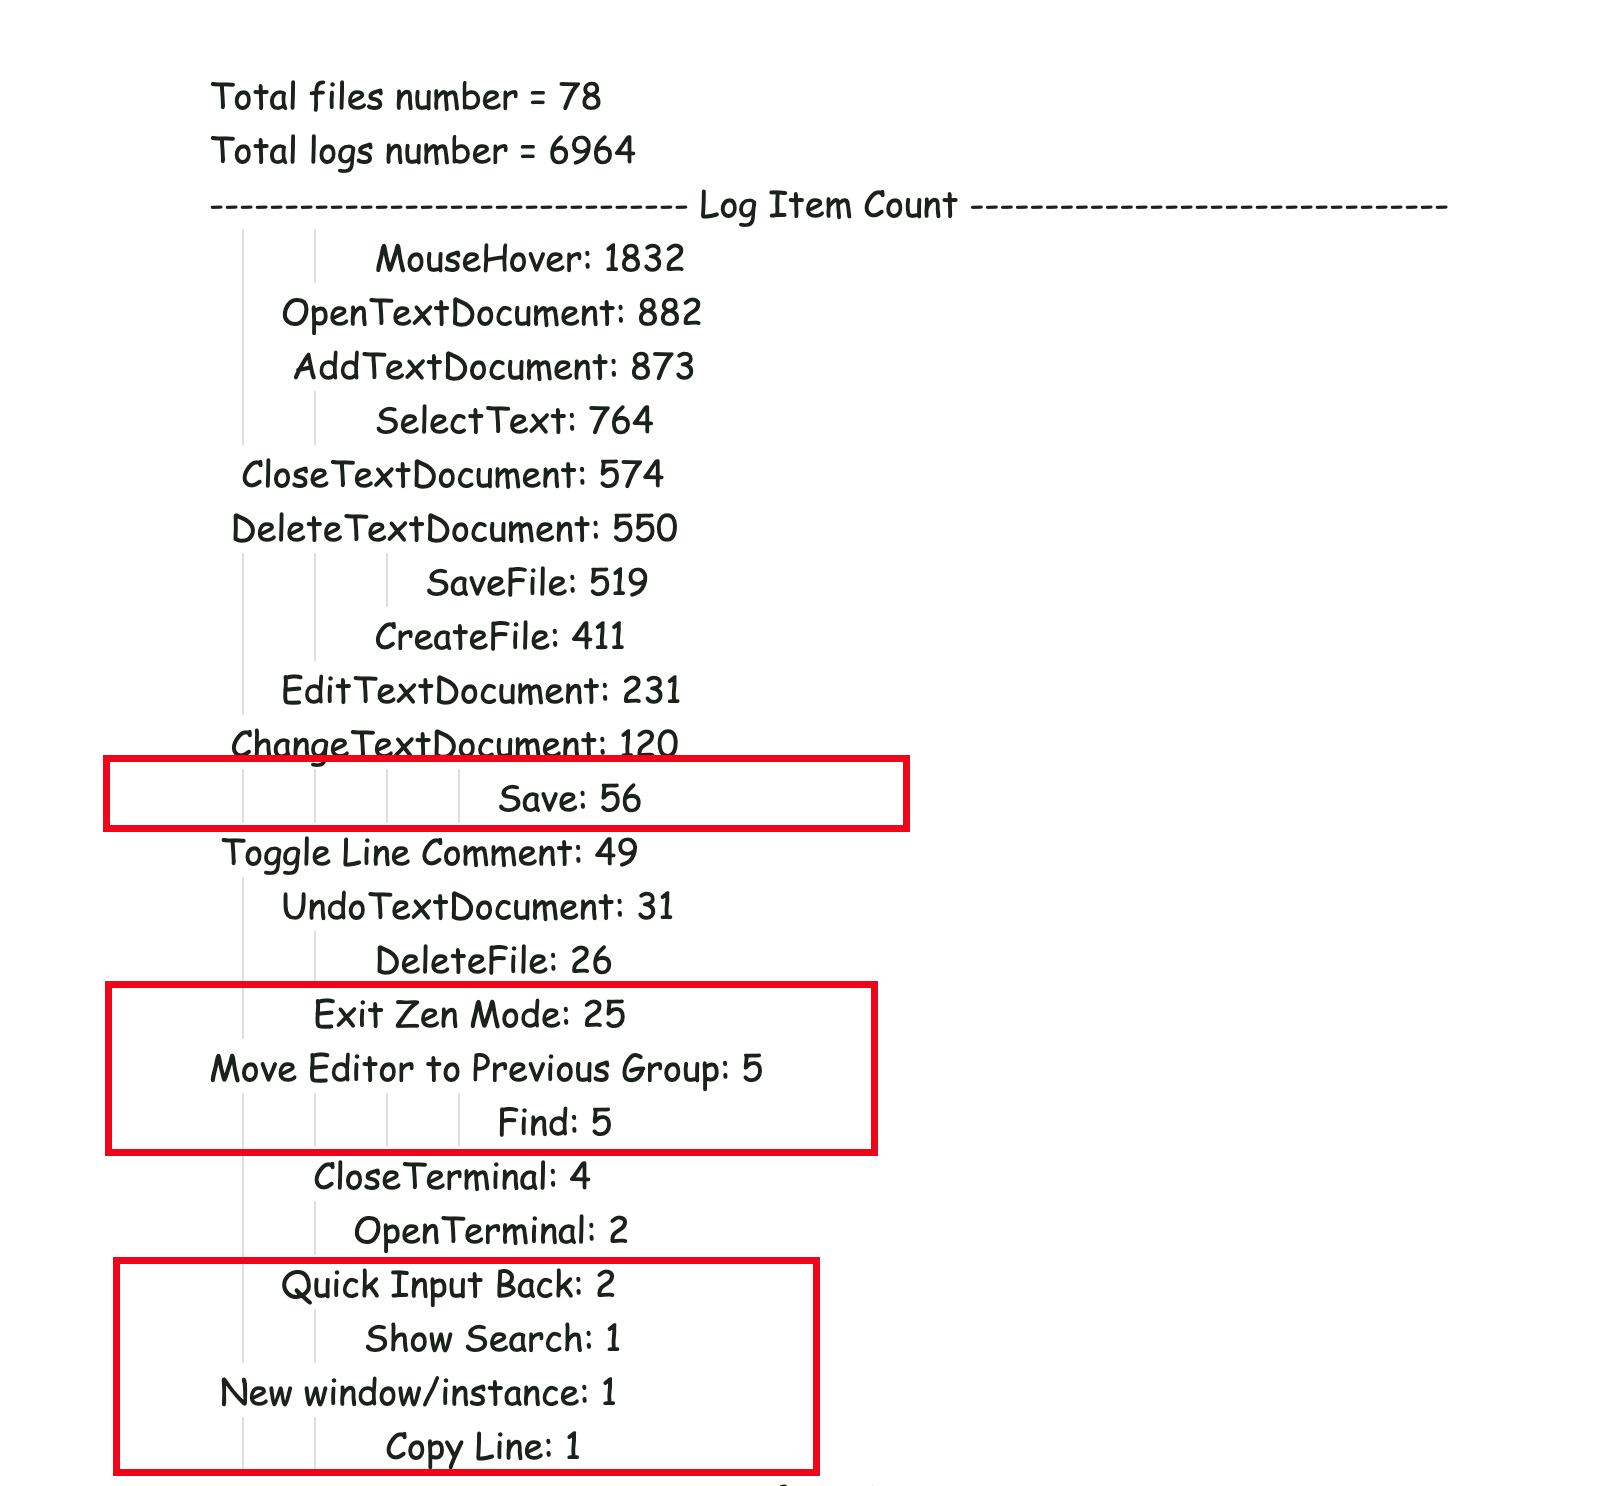 Total files number = 78
Total logs number = 6964
-------------------------------- Log Item Count --------------------------------
MouseHover: 1832
OpenTextDocument: 882
AddTextDocument: 873
SelectText: 764
CloseTextDocument: 574
DeleteTextDocument: 550
SaveFile: 519
CreateFile: 411
EditTextDocument: 231
ChangeTextDocument: 120
Save: 56
Toggle Line Comment: 49
UndoTextDocument: 31
DeleteFile: 26
Exit Zen Mode: 25
Move Editor to Previous Group: 5
Find: 5
CloseTerminal: 4
OpenTerminal: 2
Quick Input Back: 2
Show Search: 1
New window/instance: 1
Copy Line: 1